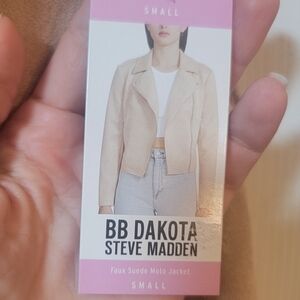 SMALL
BB DAKOTA
STEVE MADDEN
Faux Suede Moto Jacket
SMALL